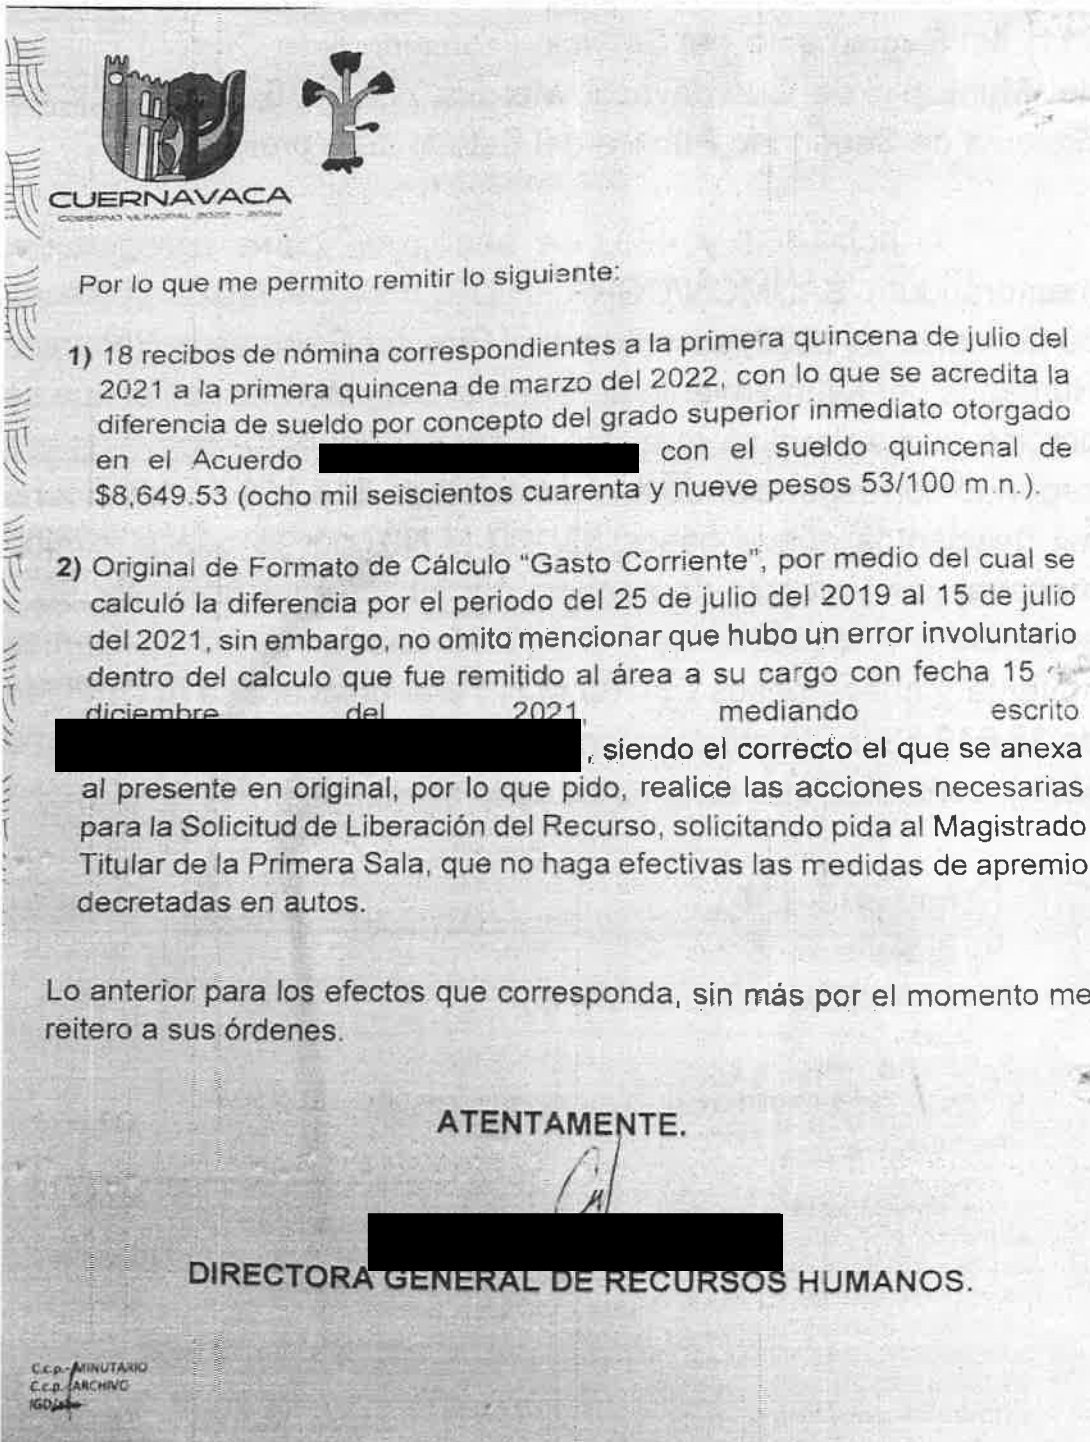 CUERNAVACA
GOBIERNO MUNICIPAL 2022 - 2024
Por lo que me permito remitir lo siguiente:
1) 18 recibos de nómina correspondientes a la primera quincena de julio del
2021 a la primera quincena de marzo del 2022, con lo que se acredita la
diferencia de sueldo por concepto del grado superior inmediato otorgado
en el Acuerdo con el sueldo quincenal de
$8,649.53 (ocho mil seiscientos cuarenta y nueve pesos 53/100 m.n.).
2) Original de Formato de Cálculo “Gasto Corriente”, por medio del cual se
calculó la diferencia por el periodo del 25 de julio del 2019 al 15 de julio
del 2021, sin embargo, no omito mencionar que hubo un error involuntario
dentro del calculo que fue remitido al área a su cargo con fecha 15
diciembre del 2021, mediando escrito
, siendo el correcto el que se anexa
al presente en original, por lo que pido, realice las acciones necesarias
para la Solicitud de Liberación del Recurso, solicitando pida al Magistrado
Titular de la Primera Sala, que no haga efectivas las medidas de apremio
decretadas en autos.
Lo anterior para los efectos que corresponda, sin más por el momento me
reitero a sus órdenes.
ATENTAMENTE.
DIRECTORA GENERAL DE RECURSOS HUMANOS.
C.c.p.- MINUTARIO
C.c.p. ARCHIVO